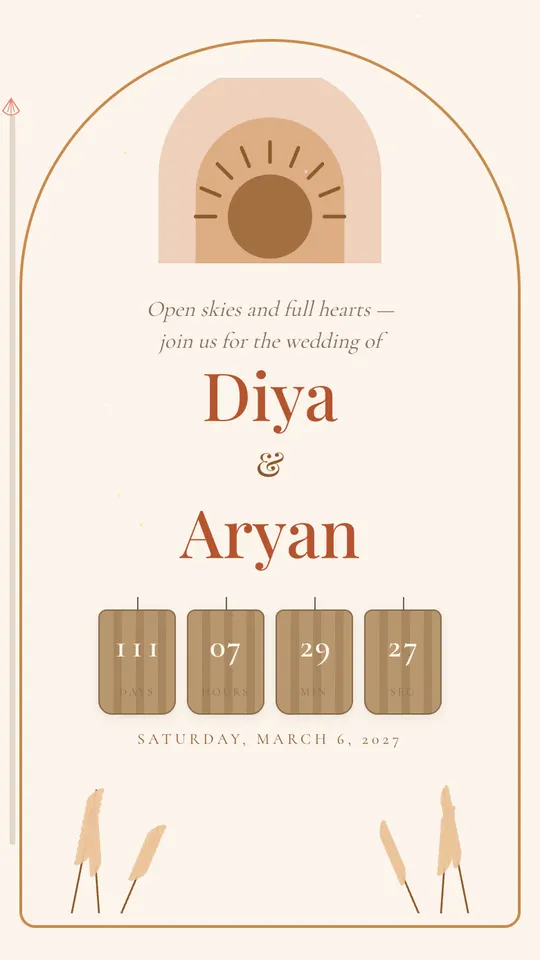 Open skies and full hearts —
join us for the wedding of
Diya
&
Aryan
111 07 29 27
DAYS HOURS MIN SEC
SATURDAY, MARCH 6, 2027